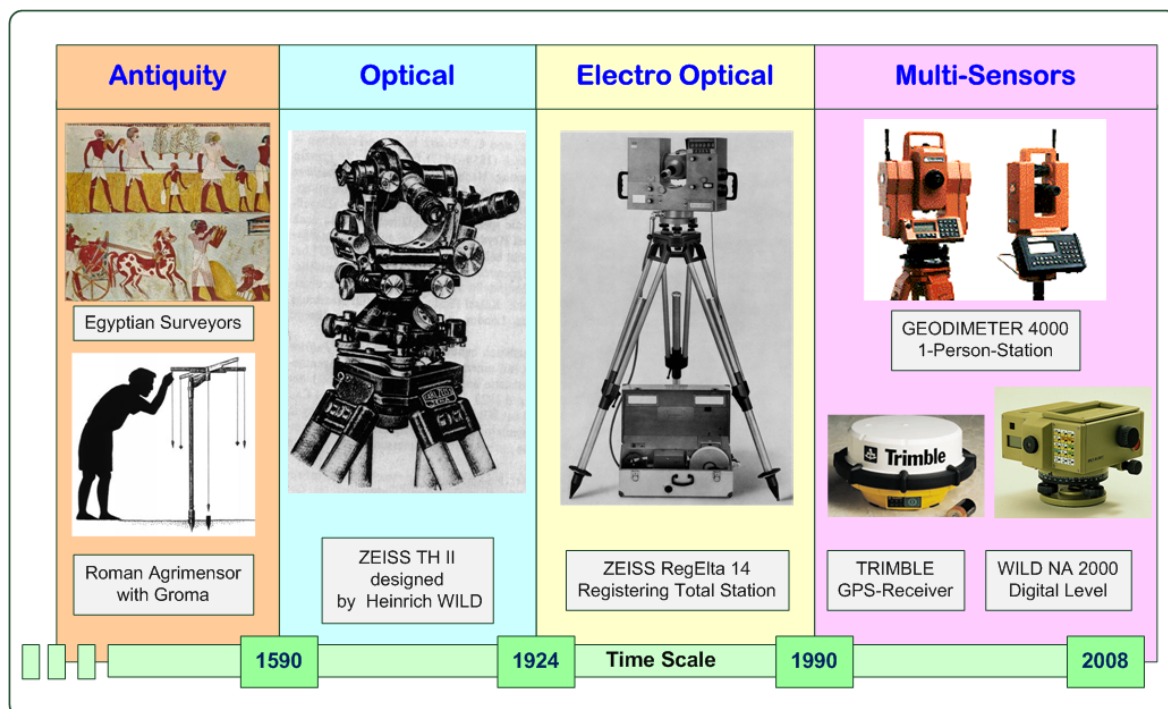 Antiquity
Optical
Electro Optical
Multi-Sensors
Egyptian Surveyors
Roman Agrimensor
with Groma
ZEISS TH II
designed
by Heinrich WILD
ZEISS RegElta 14
Registering Total Station
GEODIMETER 4000
1-Person-Station
Trimble
TRIMBLE
GPS-Receiver
WILD NA 2000
Digital Level
1590
1924
Time Scale
1990
2008